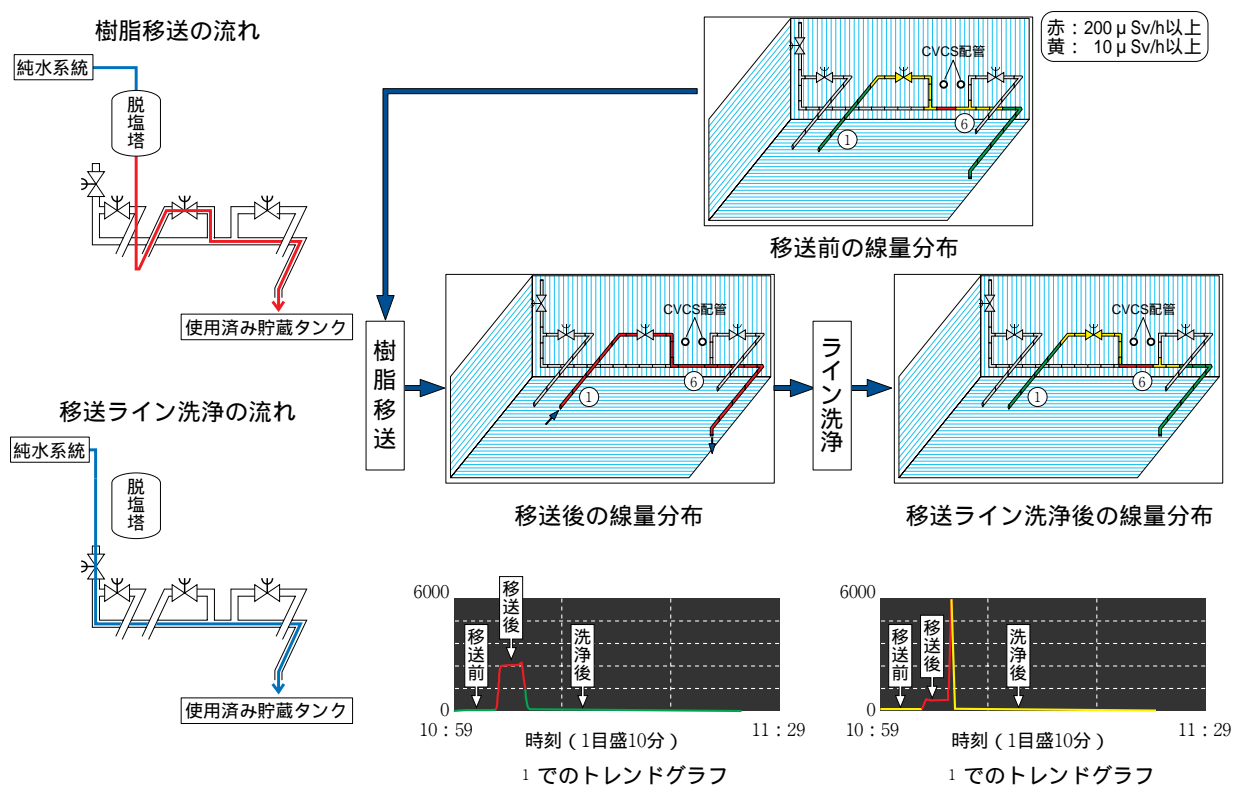 樹脂移送の流れ
純水系統
脱塩塔
使用済み貯蔵タンク
赤：200μSv/h以上
黄： 10μSv/h以上
CVCS配管
①
⑥
移送前の線量分布
樹脂移送
CVCS配管
①
⑥
移送後の線量分布
ライン洗浄
CVCS配管
①
⑥
移送ライン洗浄後の線量分布
移送ライン洗浄の流れ
純水系統
脱塩塔
使用済み貯蔵タンク
6000
移送前
移送後
洗浄後
0
10：59
11：29
時刻（1目盛10分）
1 でのトレンドグラフ
6000
移送前
移送後
洗浄後
0
10：59
11：29
時刻（1目盛10分）
1 でのトレンドグラフ